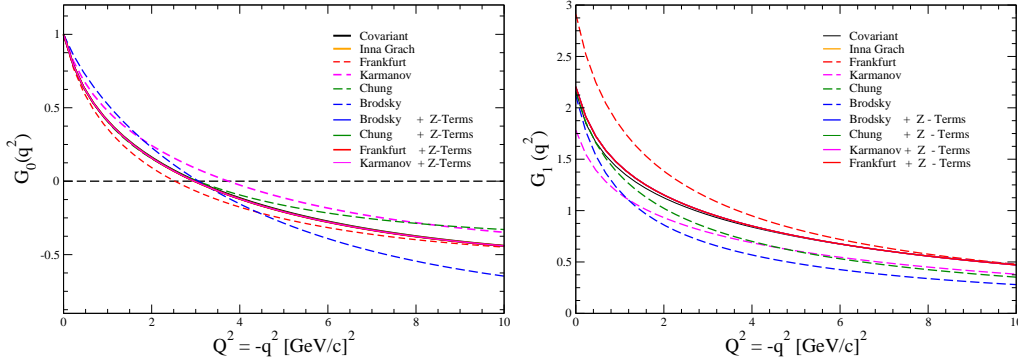 1
0.5
0
-0.5
G0(q²)
0
2
4
6
8
10
Q² = -q² [GeV/c]²
Covariant
Inna Grach
Frankfurt
Karmanov
Chung
Brodsky
Brodsky + Z-Terms
Chung + Z-Terms
Frankfurt + Z-Terms
Karmanov + Z-Terms
3
2.5
2
1.5
1
0.5
0
G1 (q²)
0
2
4
6
8
10
Q² = -q² [GeV/c]²
Covariant
Inna Grach
Frankfurt
Karmanov
Chung
Brodsky
Brodsky + Z - Terms
Chung + Z - Terms
Karmanov + Z - Terms
Frankfurt + Z - Terms